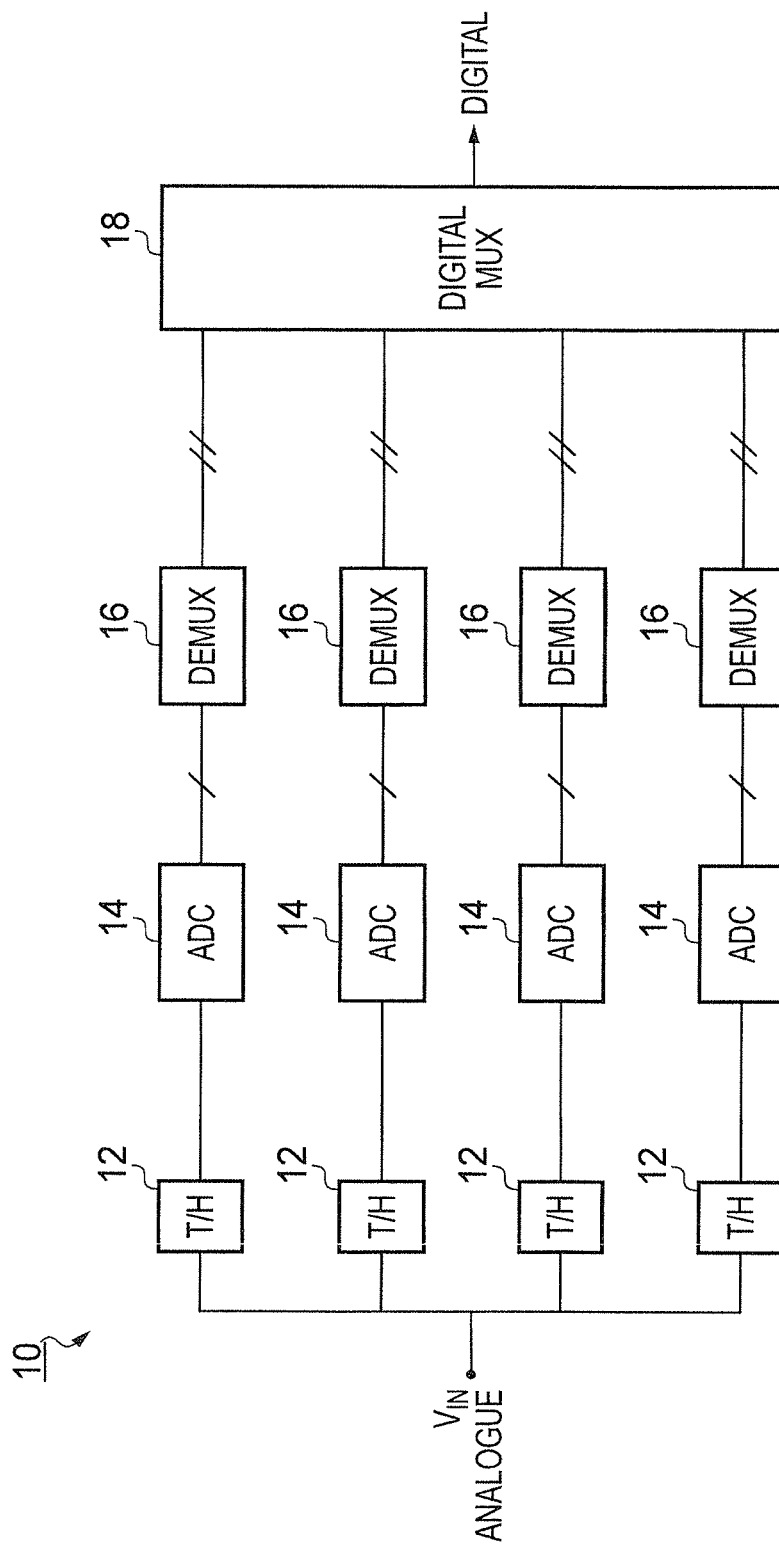 10
V_IN
ANALOGUE
12
T/H
14
ADC
16
DEMUX
12
T/H
14
ADC
16
DEMUX
12
T/H
14
ADC
16
DEMUX
12
T/H
14
ADC
16
DEMUX
18
DIGITAL
MUX
DIGITAL